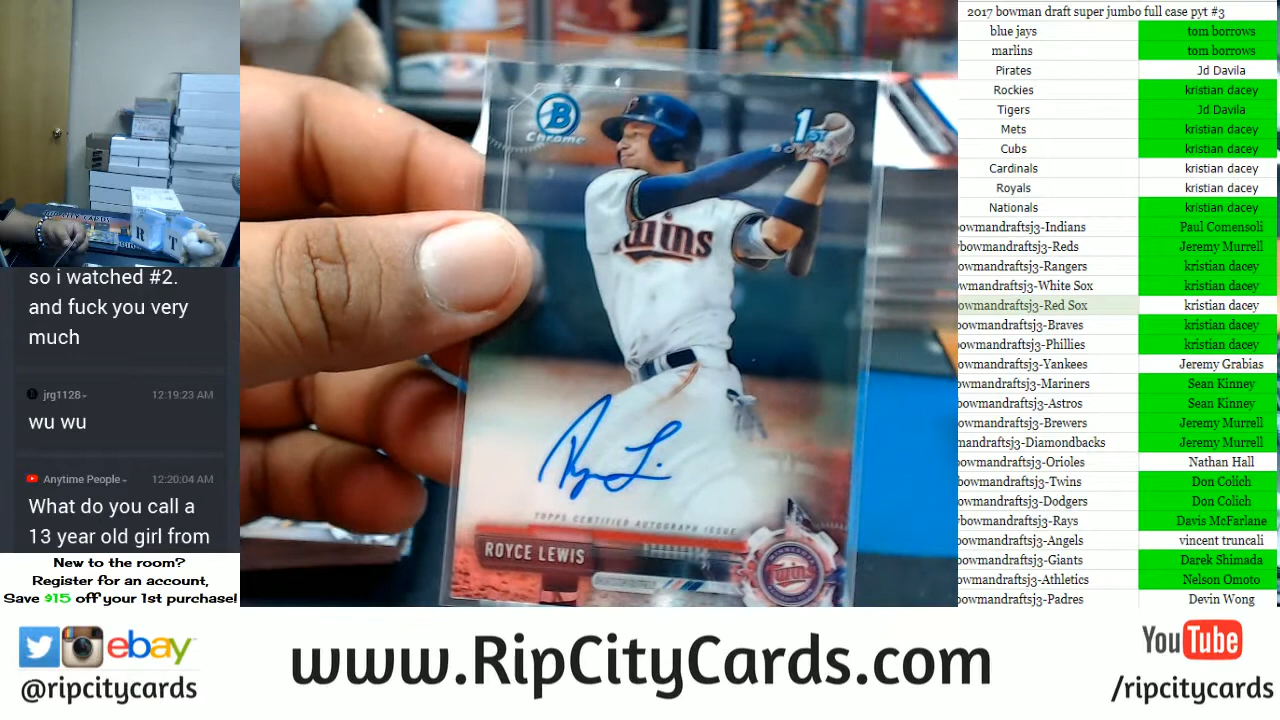 so i watched #2.
and fuck you very
much
jrg1128
12:19:23 AM
wu wu
Anytime People
12:20:04 AM
What do you call a
13 year old girl from
New to the room?
Register for an account,
Save $15 off your 1st purchase!
B
Chrome
1ST
BOWMAN
Twins
TOPPS CERTIFIED AUTOGRAPH ISSUE
ROYCE LEWIS
2017 bowman draft super jumbo full case pyt #3
blue jays tom borrows
marlins tom borrows
Pirates Jd Davila
Rockies kristian dacey
Tigers Jd Davila
Mets kristian dacey
Cubs kristian dacey
Cardinals kristian dacey
Royals kristian dacey
Nationals kristian dacey
bowmandraftsj3-Indians Paul Comensoli
bowmandraftsj3-Reds Jeremy Murrell
owmandraftsj3-Rangers kristian dacey
wmandraftsj3-White Sox kristian dacey
owmandraftsj3-Red Sox kristian dacey
bowmandraftsj3-Braves kristian dacey
owmandraftsj3-Phillies kristian dacey
owmandraftsj3-Yankees Jeremy Grabias
owmandraftsj3-Mariners Sean Kinney
owmandraftsj3-Astros Sean Kinney
owmandraftsj3-Brewers Jeremy Murrell
mandraftsj3-Diamondbacks Jeremy Murrell
owmandraftsj3-Orioles Nathan Hall
bowmandraftsj3-Twins Don Colich
owmandraftsj3-Dodgers Don Colich
bowmandraftsj3-Rays Davis McFarlane
owmandraftsj3-Angels vincent truncali
owmandraftsj3-Giants Darek Shimada
owmandraftsj3-Athletics Nelson Omoto
owmandraftsj3-Padres Devin Wong
ebay
@ripcitycards
www.RipCityCards.com
YouTube
/ripcitycards